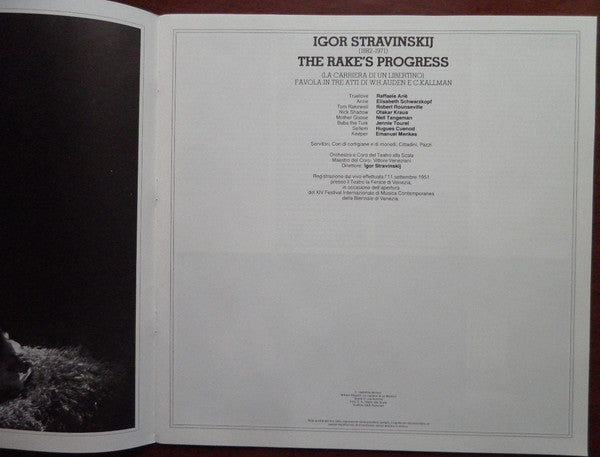 IGOR STRAVINSKIJ
(1882-1971)
THE RAKE'S PROGRESS
(LA CARRIERA DI UN LIBERTINO)
FAVOLA IN TRE ATTI DI W.H. AUDEN E C. KALLMAN
Truelove Raffaele Arié
Anne Elisabeth Schwarzkopf
Tom Rakewell Robert Rounseville
Nick Shadow Otakar Kraus
Mother Goose Nell Tangeman
Baba the Turk Jennie Tourel
Sellem Hugues Cuenod
Keeper Emanuel Menkes
Servitori, Cori di cortigiane e di monelli, Cittadini, Pazzi
Orchestra e Coro del Teatro alla Scala
Maestro del Coro: Vittore Veneziani
Direttore: Igor Stravinskij
Registrazione dal vivo effettuata l'11 settembre 1951
presso il Teatro la Fenice di Venezia,
in occasione dell'apertura
del XIV Festival Internazionale di Musica Contemporanea
della Biennale di Venezia.